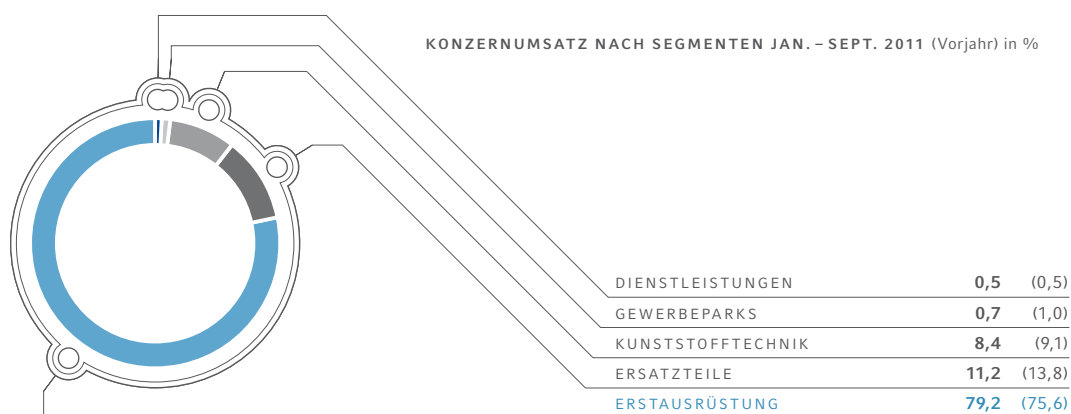 KONZERNUMSATZ NACH SEGMENTEN JAN. – SEPT. 2011 (Vorjahr) in %
DIENSTLEISTUNGEN 0,5 (0,5)
GEWERBEPARKS 0,7 (1,0)
KUNSTSTOFFTECHNIK 8,4 (9,1)
ERSATZTEILE 11,2 (13,8)
ERSTAUSRÜSTUNG 79,2 (75,6)